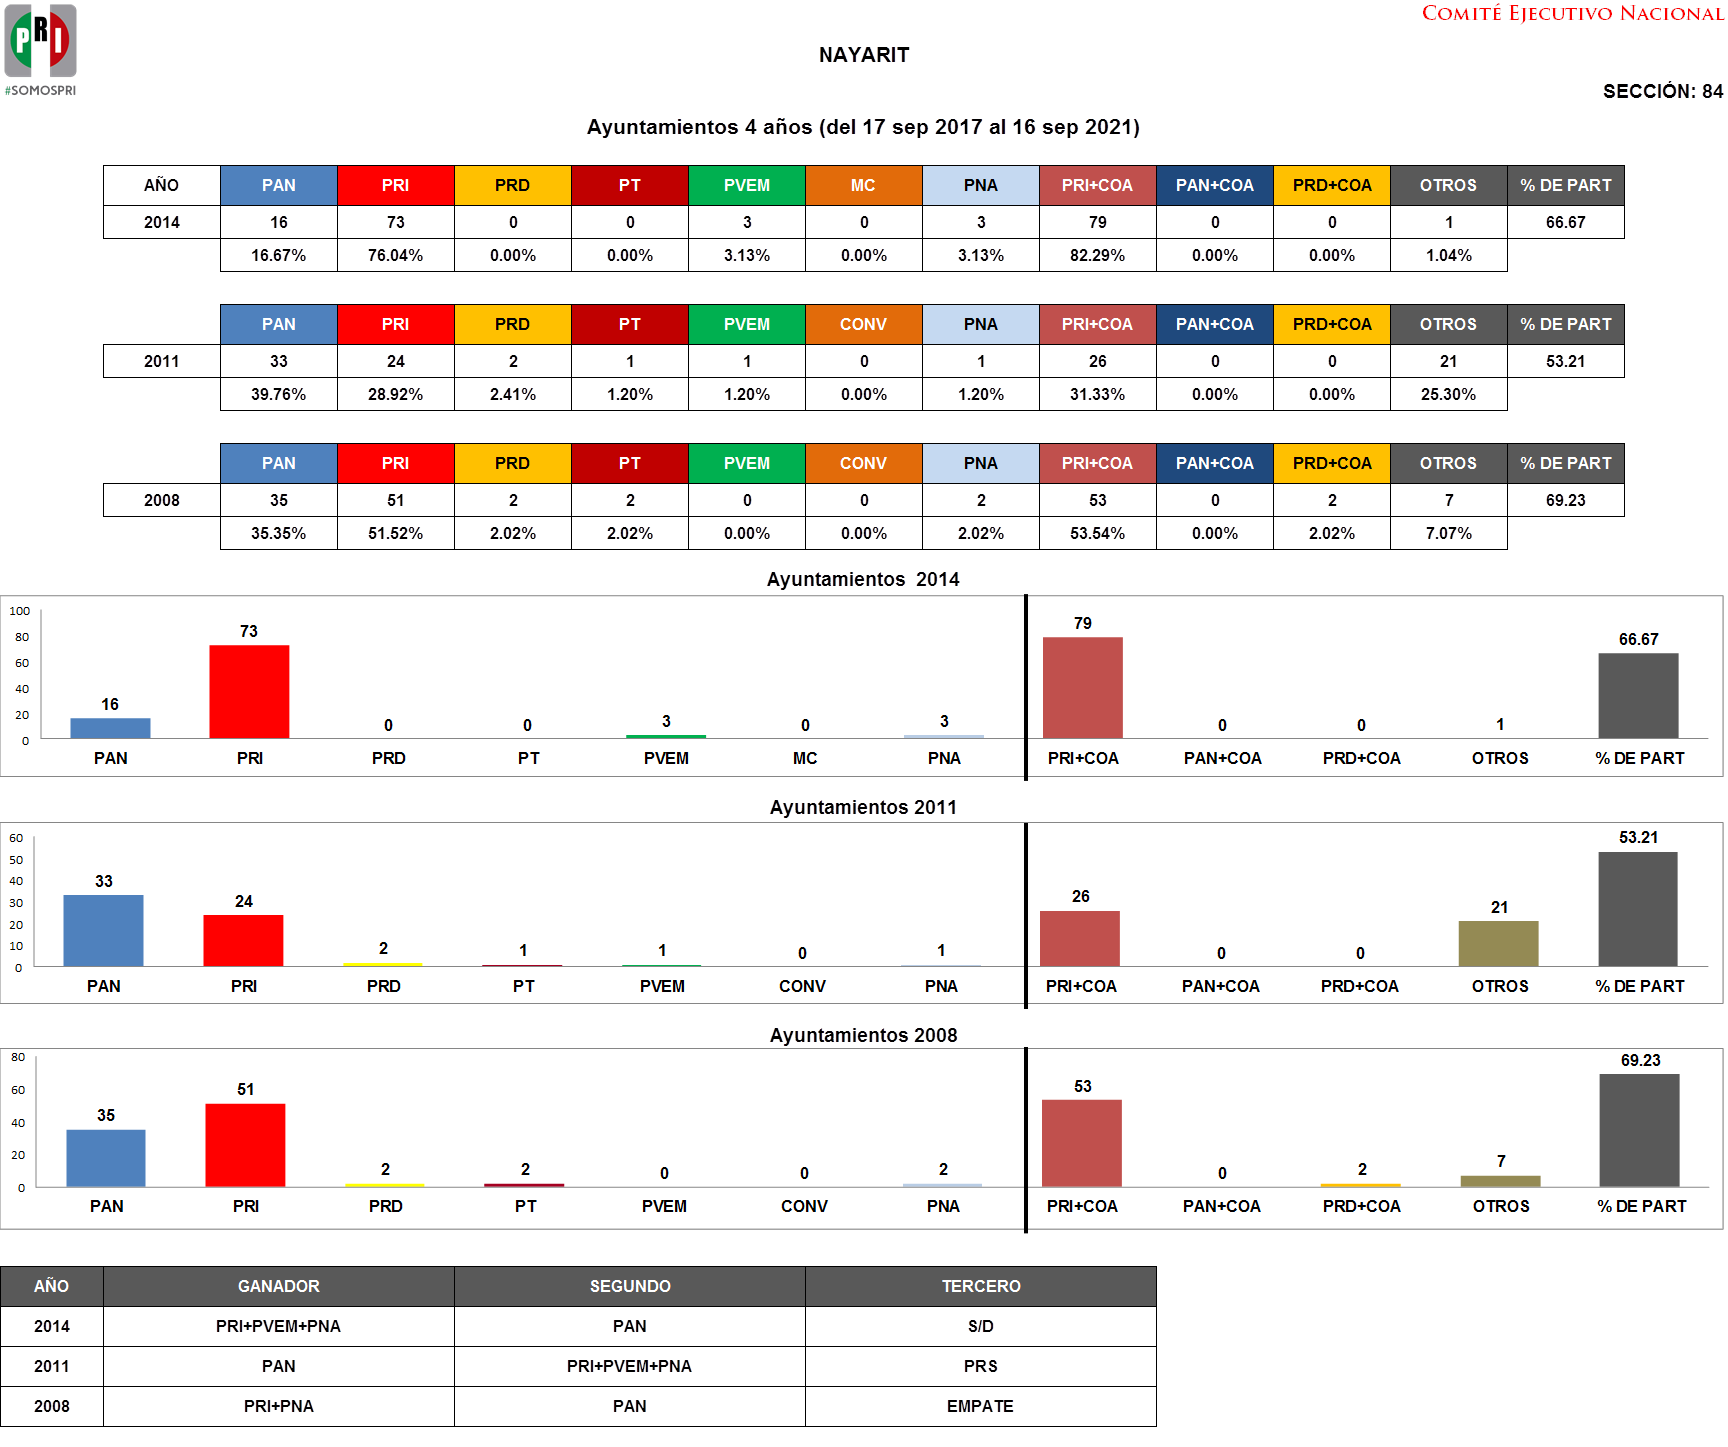 PRI
#SOMOSPRI
COMITÉ EJECUTIVO NACIONAL
NAYARIT
SECCIÓN: 84
Ayuntamientos 4 años (del 17 sep 2017 al 16 sep 2021)
AÑO PAN PRI PRD PT PVEM MC PNA PRI+COA PAN+COA PRD+COA OTROS % DE PART
2014 16 73 0 0 3 0 3 79 0 0 1 66.67
16.67% 76.04% 0.00% 0.00% 3.13% 0.00% 3.13% 82.29% 0.00% 0.00% 1.04%
PAN PRI PRD PT PVEM CONV PNA PRI+COA PAN+COA PRD+COA OTROS % DE PART
2011 33 24 2 1 1 0 1 26 0 0 21 53.21
39.76% 28.92% 2.41% 1.20% 1.20% 0.00% 1.20% 31.33% 0.00% 0.00% 25.30%
PAN PRI PRD PT PVEM CONV PNA PRI+COA PAN+COA PRD+COA OTROS % DE PART
2008 35 51 2 2 0 0 2 53 0 2 7 69.23
35.35% 51.52% 2.02% 2.02% 0.00% 0.00% 2.02% 53.54% 0.00% 2.02% 7.07%
Ayuntamientos 2014
100
80
60
40
20
0
16 73 0 0 3 0 3 79 0 0 1 66.67
PAN PRI PRD PT PVEM MC PNA PRI+COA PAN+COA PRD+COA OTROS % DE PART
Ayuntamientos 2011
60
50
40
30
20
10
0
33 24 2 1 1 0 1 26 0 0 21 53.21
PAN PRI PRD PT PVEM CONV PNA PRI+COA PAN+COA PRD+COA OTROS % DE PART
Ayuntamientos 2008
80
60
40
20
0
35 51 2 2 0 0 2 53 0 2 7 69.23
PAN PRI PRD PT PVEM CONV PNA PRI+COA PAN+COA PRD+COA OTROS % DE PART
AÑO GANADOR SEGUNDO TERCERO
2014 PRI+PVEM+PNA PAN S/D
2011 PAN PRI+PVEM+PNA PRS
2008 PRI+PNA PAN EMPATE